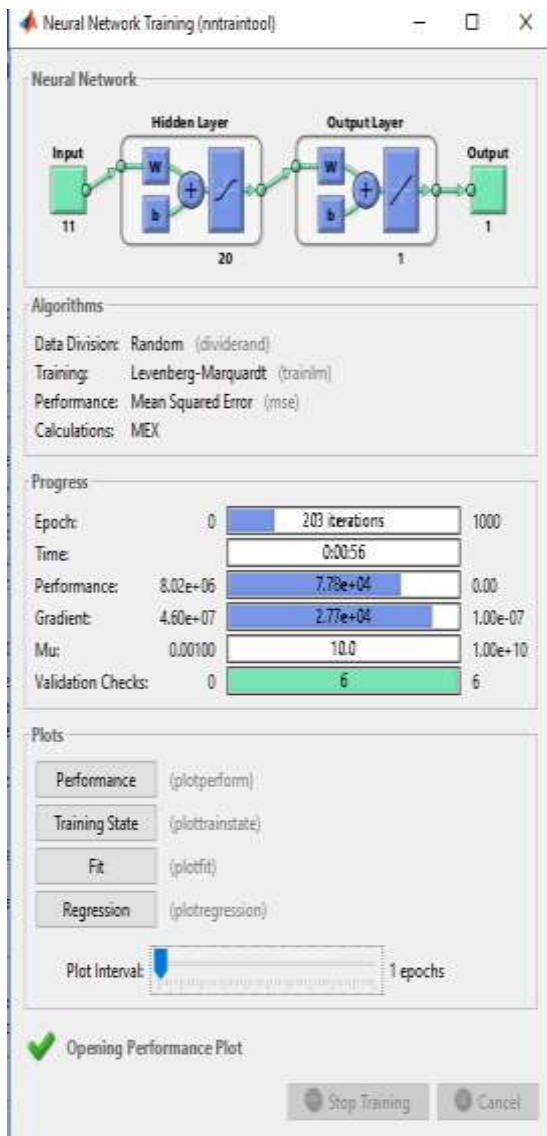 Neural Network Training (nntraintool)
Neural Network
Hidden Layer Output Layer
Input Output
W W
b b
11 1
20 1
Algorithms
Data Division: Random (dividerand)
Training: Levenberg-Marquardt (trainlm)
Performance: Mean Squared Error (mse)
Calculations: MEX
Progress
Epoch: 0 203 iterations 1000
Time: 0:00:56
Performance: 8.02e+06 7.78e+04 0.00
Gradient: 4.60e+07 2.77e+04 1.00e-07
Mu: 0.00100 10.0 1.00e+10
Validation Checks: 0 6 6
Plots
Performance (plotperform)
Training State (plottrainstate)
Fit (plotfit)
Regression (plotregression)
Plot Interval: 1 epochs
Opening Performance Plot
Stop Training Cancel